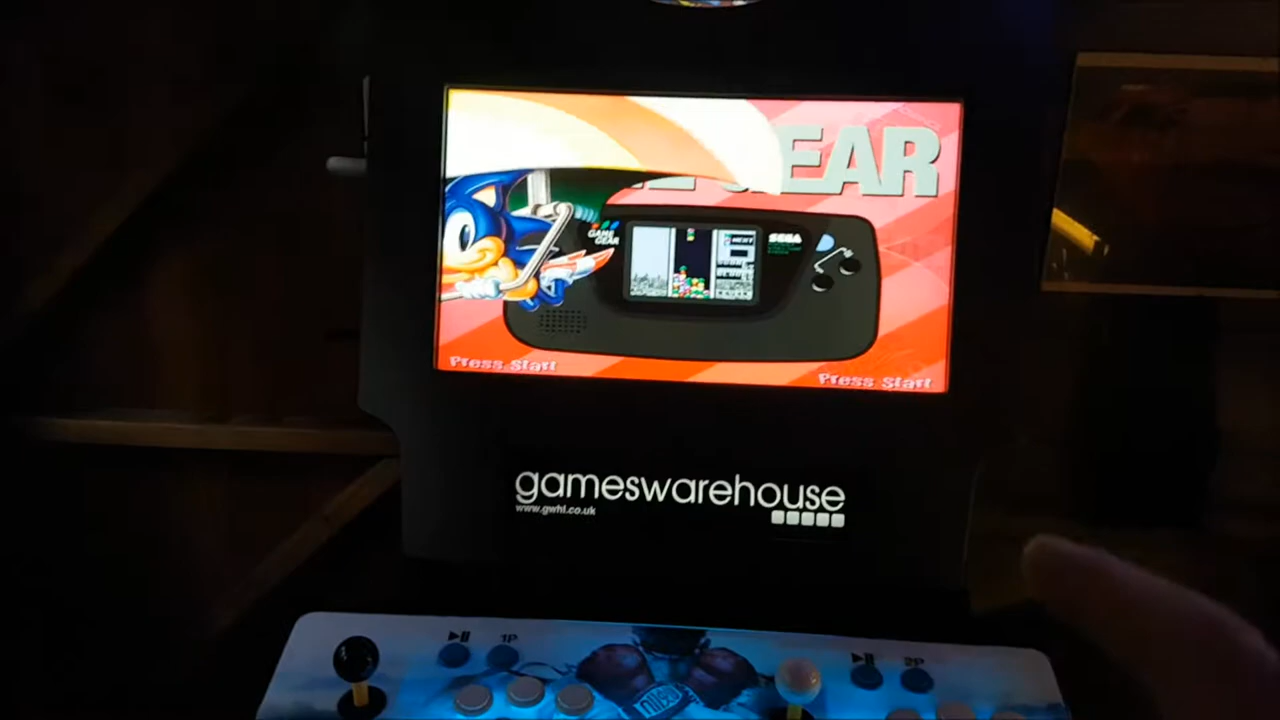 GEAR
GAME
GEAR
SEGA
NEXT
Press Start
Press Start
gameswarehouse
www.gwhl.co.uk
1P
2P